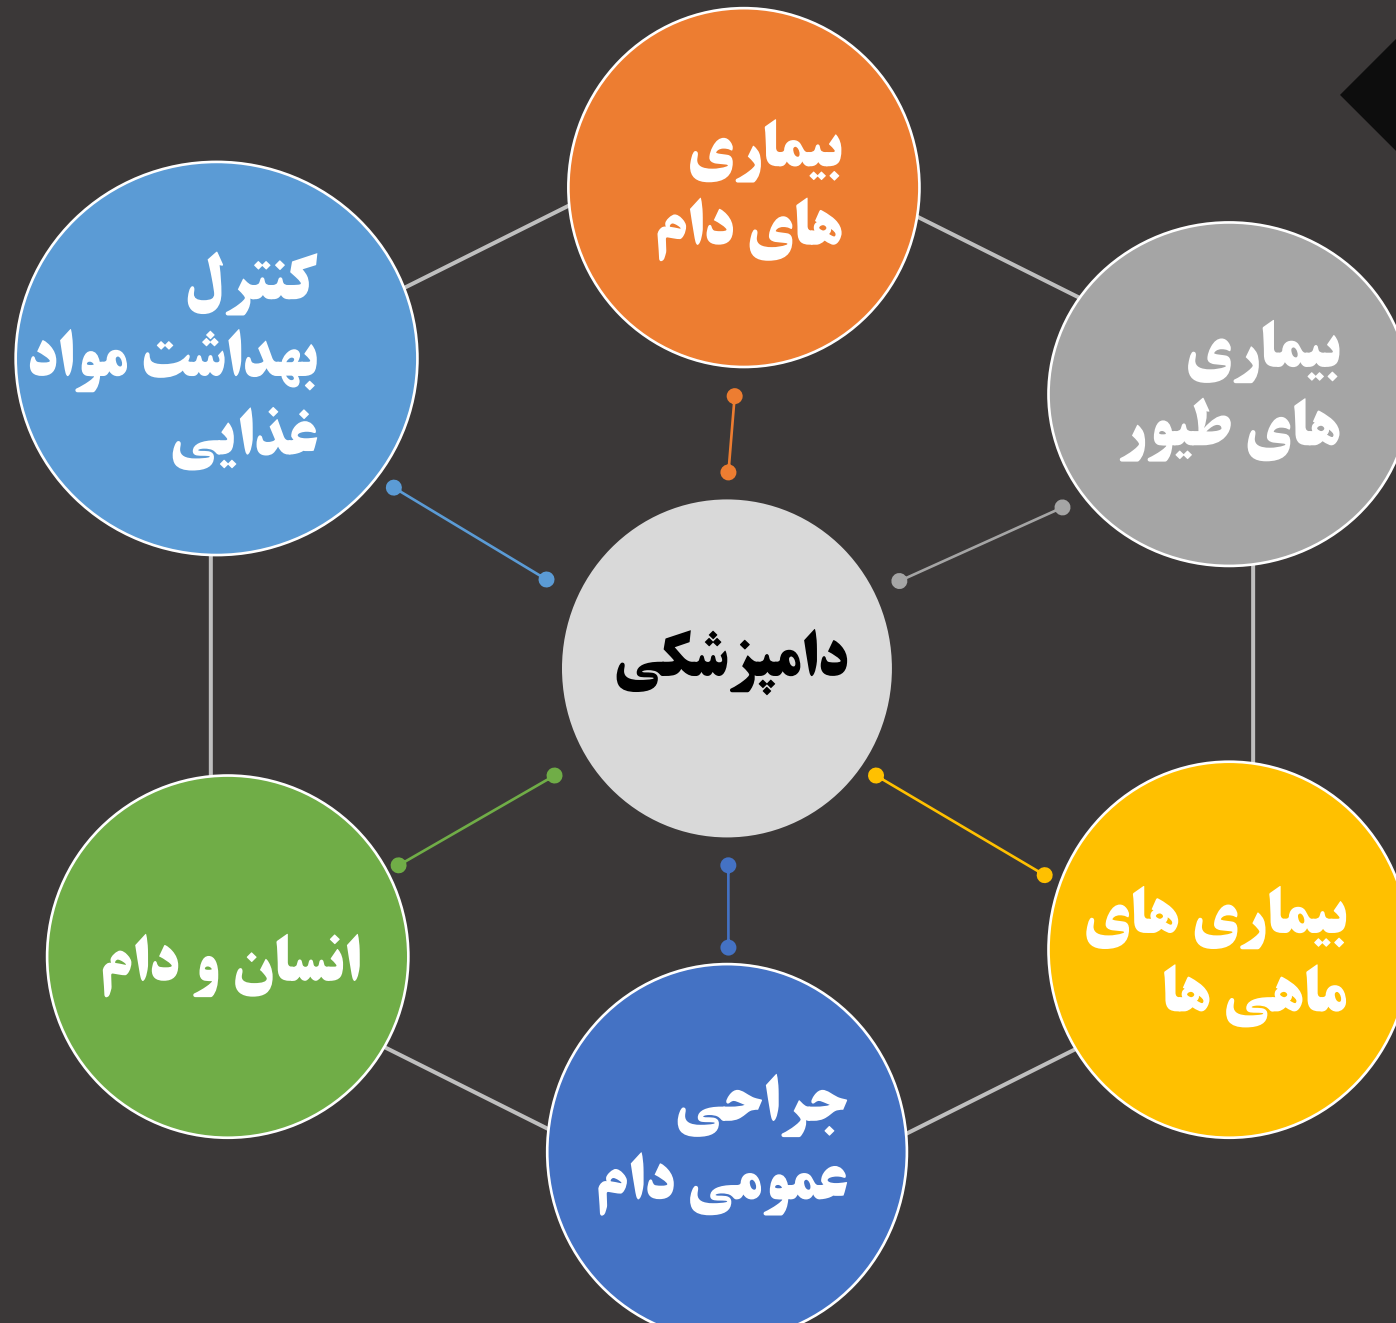 بیماری
های دام
بیماری
های طیور
کنترل
بهداشت مواد
غذایی
دامپزشکی
بیماری های
ماهی ها
انسان و دام
جراحی
عمومی دام